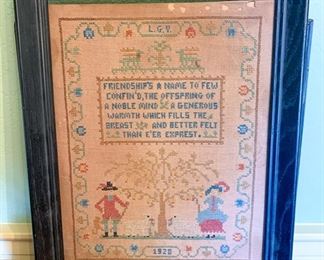 L.G.V.
FRIENDSHIP'S A NAME TO FEW
CONFIN'D, THE OFFSPRING OF
A NOBLE MIND A GENEROUS
WARMTH WHICH FILLS THE
BREAST AND BETTER FELT
THAN E'ER EXPREST.
1928